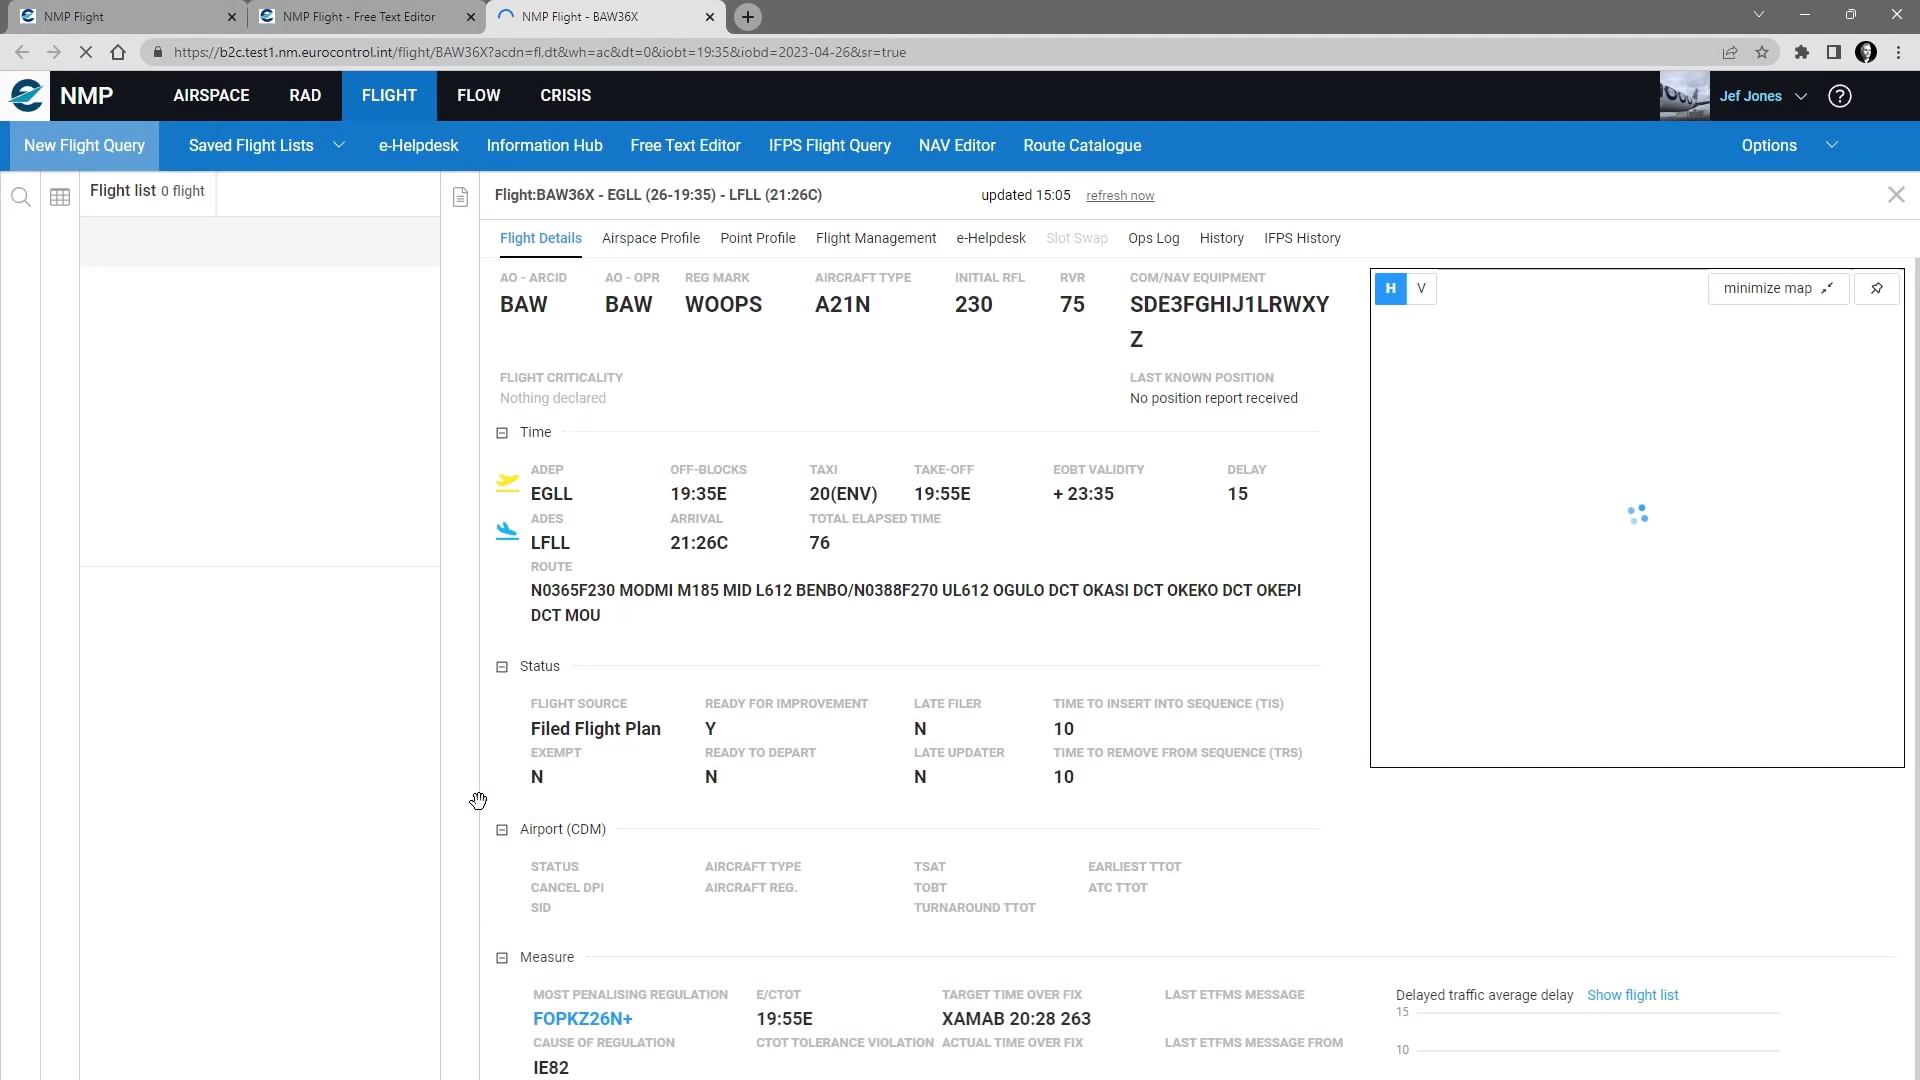 NMP Flight
NMP Flight - Free Text Editor
NMP Flight - BAW36X
https://b2c.test1.nm.eurocontrol.int/flight/BAW36X?acdn=fl,dt&wh=ac&dt=0&iobt=19:35&iobd=2023-04-26&sr=true
NMP AIRSPACE RAD FLIGHT FLOW CRISIS Jef Jones ?
New Flight Query Saved Flight Lists e-Helpdesk Information Hub Free Text Editor IFPS Flight Query NAV Editor Route Catalogue Options
Flight list 0 flight
Flight:BAW36X - EGLL (26-19:35) - LFLL (21:26C) updated 15:05 refresh now
Flight Details Airspace Profile Point Profile Flight Management e-Helpdesk Slot Swap Ops Log History IFPS History
AO - ARCID AO - OPR REG MARK AIRCRAFT TYPE INITIAL RFL RVR COM/NAV EQUIPMENT
BAW BAW WOOPS A21N 230 75 SDE3FGHIJ1LRWXY
Z
H V minimize map
FLIGHT CRITICALITY LAST KNOWN POSITION
Nothing declared No position report received
Time
ADEP OFF-BLOCKS TAXI TAKE-OFF EOBT VALIDITY DELAY
EGLL 19:35E 20(ENV) 19:55E + 23:35 15
ADES ARRIVAL TOTAL ELAPSED TIME
LFLL 21:26C 76
ROUTE
N0365F230 MODMI M185 MID L612 BENBO/N0388F270 UL612 OGULO DCT OKASI DCT OKEKO DCT OKEPI
DCT MOU
Status
FLIGHT SOURCE READY FOR IMPROVEMENT LATE FILER TIME TO INSERT INTO SEQUENCE (TIS)
Filed Flight Plan Y N 10
EXEMPT READY TO DEPART LATE UPDATER TIME TO REMOVE FROM SEQUENCE (TRS)
N N N 10
Airport (CDM)
STATUS AIRCRAFT TYPE TSAT EARLIEST TTOT
CANCEL DPI AIRCRAFT REG. TOBT ATC TTOT
SID TURNAROUND TTOT
Measure
MOST PENALISING REGULATION E/CTOT TARGET TIME OVER FIX LAST ETFMS MESSAGE
FOPKZ26N+ 19:55E XAMAB 20:28 263
CAUSE OF REGULATION CTOT TOLERANCE VIOLATION ACTUAL TIME OVER FIX LAST ETFMS MESSAGE FROM
IE82
Delayed traffic average delay Show flight list
15
10